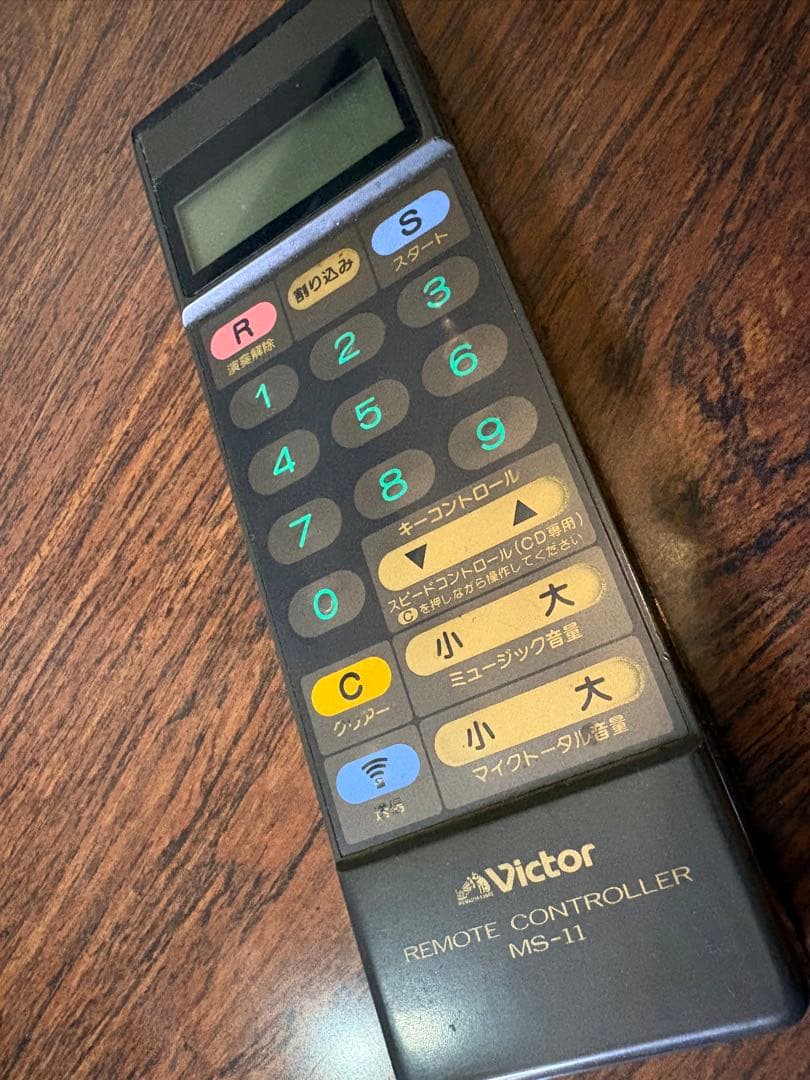 S
スタート
割り込み
R
演奏解除
1 2 3
4 5 6
7 8 9
0
キーコントロール
▼ ▲
スピードコントロール(CD専用)
Cを押しながら操作してください
小 大
ミュージック音量
C
クリアー
小 大
マイクトータル音量
送信
Victor
REMOTE CONTROLLER
MS-11